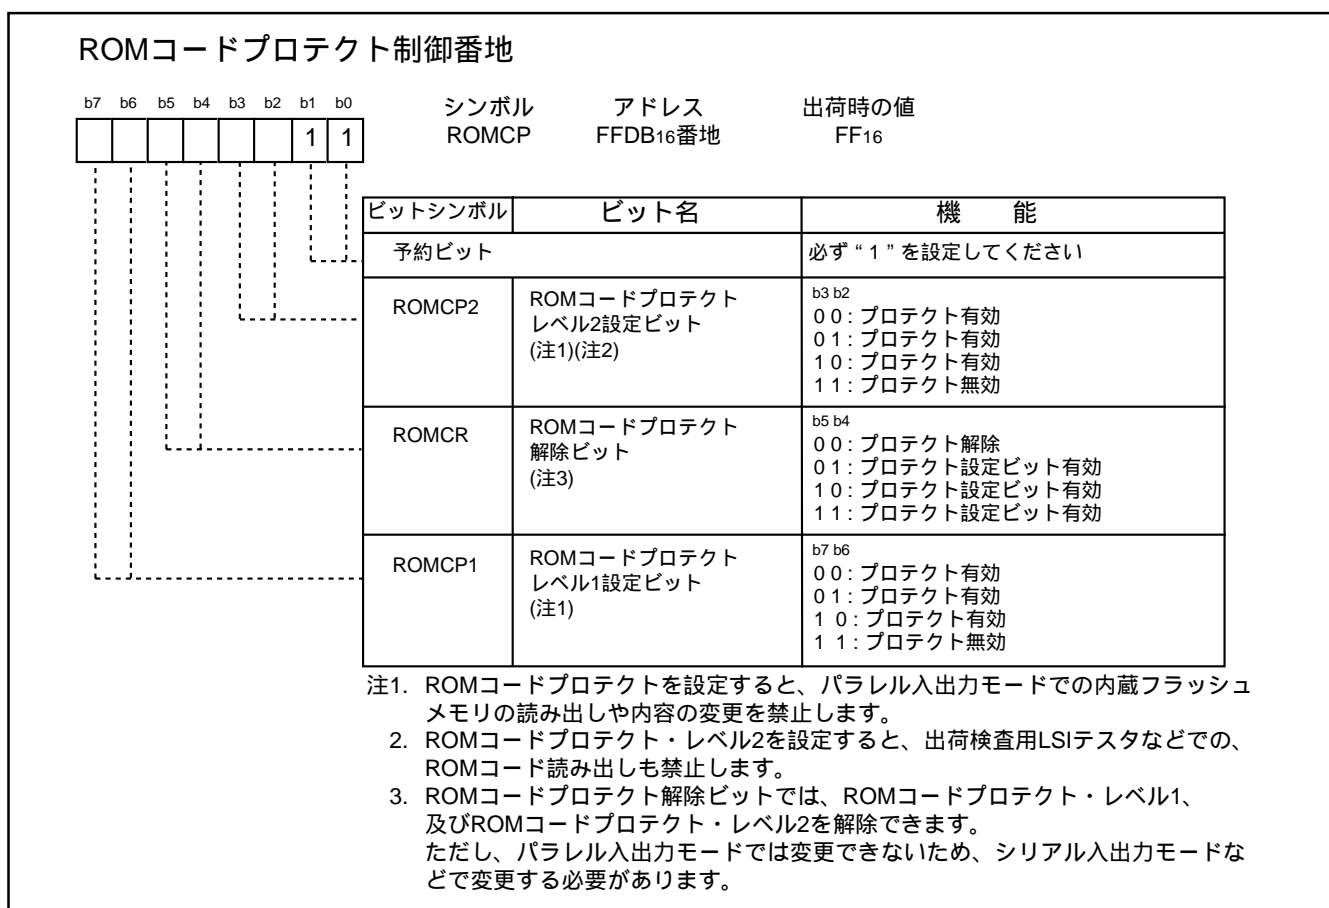 ROMコードプロテクト制御番地
b7 b6 b5 b4 b3 b2 b1 b0
1 1
シンボル アドレス 出荷時の値
ROMCP FFDB16番地 FF16
ビットシンボル ビット名 機 能
予約ビット 必ず“1”を設定してください
ROMCP2
ROMコードプロテクト
レベル2設定ビット
(注1)(注2)
b3 b2
0 0 : プロテクト有効
0 1 : プロテクト有効
1 0 : プロテクト有効
1 1 : プロテクト無効
ROMCR
ROMコードプロテクト
解除ビット
(注3)
b5 b4
0 0 : プロテクト解除
0 1 : プロテクト設定ビット有効
1 0 : プロテクト設定ビット有効
1 1 : プロテクト設定ビット有効
ROMCP1
ROMコードプロテクト
レベル1設定ビット
(注1)
b7 b6
0 0 : プロテクト有効
0 1 : プロテクト有効
1 0 : プロテクト有効
1 1 : プロテクト無効
注1. ROMコードプロテクトを設定すると、パラレル入出力モードでの内蔵フラッシュ
メモリの読み出しや内容の変更を禁止します。
2. ROMコードプロテクト・レベル2を設定すると、出荷検査用LSIテスタなどでの、
ROMコード読み出しも禁止します。
3. ROMコードプロテクト解除ビットでは、ROMコードプロテクト・レベル1、
及びROMコードプロテクト・レベル2を解除できます。
ただし、パラレル入出力モードでは変更できないため、シリアル入出力モードな
どで変更する必要があります。